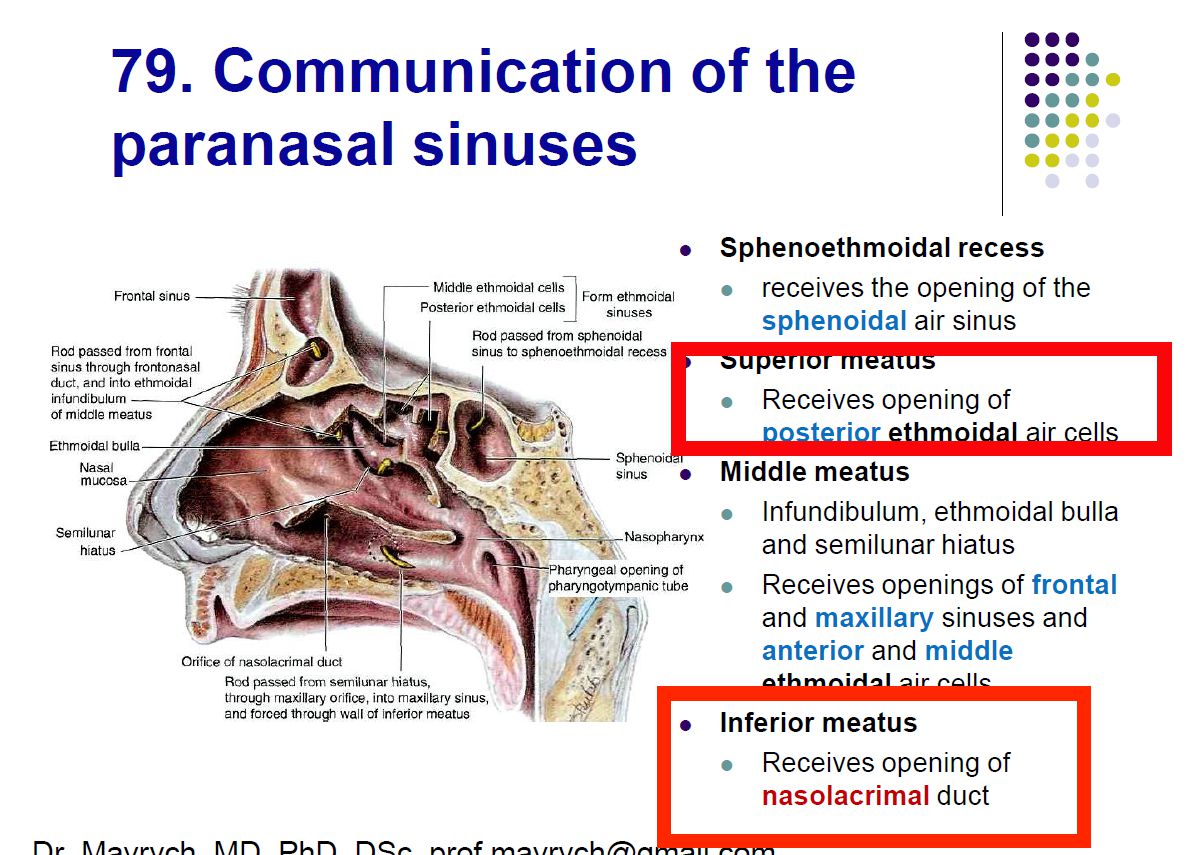 79. Communication of the
paranasal sinuses
Frontal sinus
Middle ethmoidal cells
Posterior ethmoidal cells
Form ethmoidal
sinuses
Rod passed from sphenoidal
sinus to sphenoethmoidal recess
Rod passed from frontal
sinus through frontonasal
duct, and into ethmoidal
infundibulum
of middle meatus
Ethmoidal bulla
Nasal
mucosa
Semilunar
hiatus
Sphenoidal
sinus
Nasopharynx
Pharyngeal opening of
pharyngotympanic tube
Orifice of nasolacrimal duct
Rod passed from semilunar hiatus,
through maxillary orifice, into maxillary sinus,
and forced through wall of inferior meatus
Sphenoethmoidal recess
receives the opening of the
sphenoidal air sinus
Superior meatus
Receives opening of
posterior ethmoidal air cells
Middle meatus
Infundibulum, ethmoidal bulla
and semilunar hiatus
Receives openings of frontal
and maxillary sinuses and
anterior and middle
ethmoidal air cells
Inferior meatus
Receives opening of
nasolacrimal duct
Dr. Mavrych, MD, PhD, DSc prof.mavrych@gmail.com